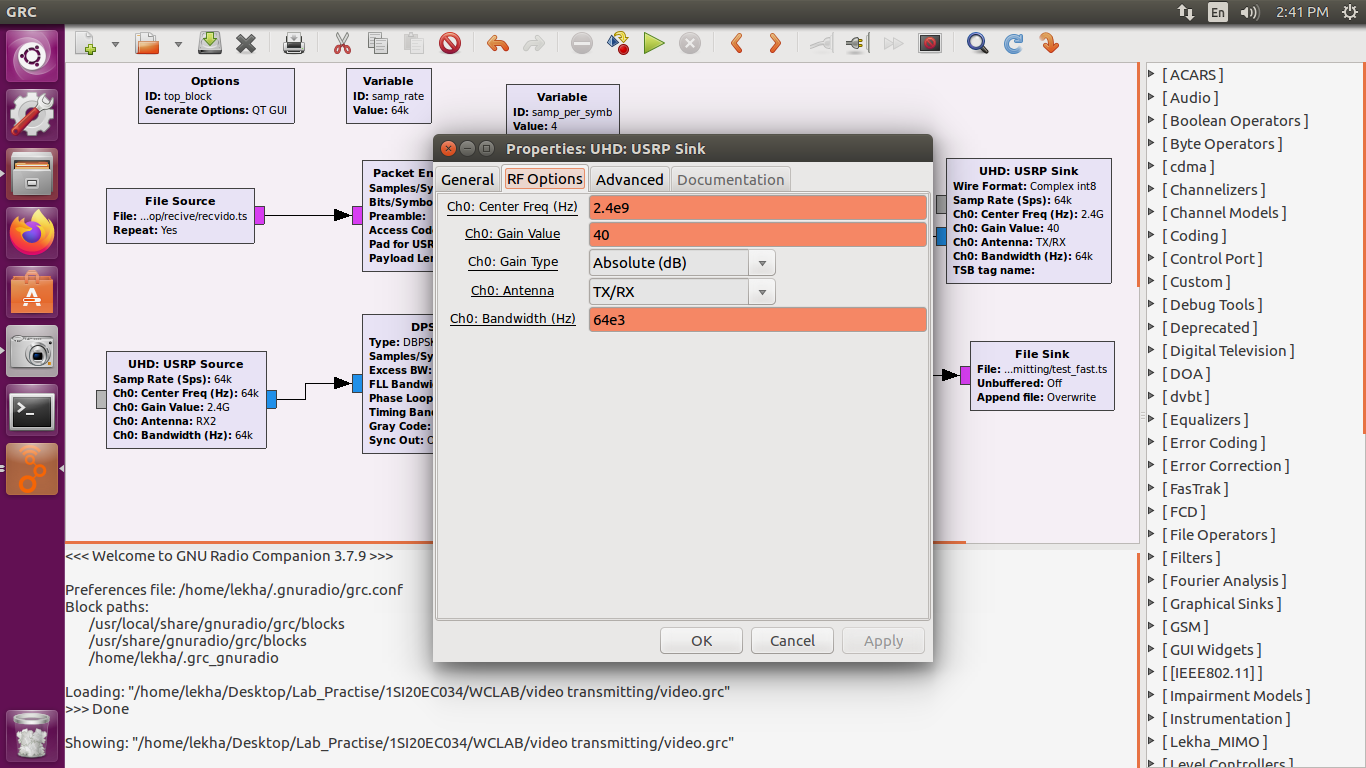 GRC
En
2:41 PM
Options
ID: top_block
Generate Options: QT GUI
Variable
ID: samp_rate
Value: 64k
Variable
ID: samp_per_symb
Value: 4
File Source
File: ...op/recive/recvido.ts
Repeat: Yes
Packet En
Samples/Sy
Bits/Symbo
Preamble:
Access Code
Pad for USR
Payload Len
UHD: USRP Source
Samp Rate (Sps): 64k
Ch0: Center Freq (Hz): 64k
Ch0: Gain Value: 2.4G
Ch0: Antenna: RX2
Ch0: Bandwidth (Hz): 64k
DPS
Type: DBPSK
Samples/Sy
Excess BW:
FLL Bandwi
Phase Loop
Timing Band
Gray Code:
Sync Out: O
Properties: UHD: USRP Sink
General
RF Options
Advanced
Documentation
Ch0: Center Freq (Hz)
2.4e9
Ch0: Gain Value
40
Ch0: Gain Type
Absolute (dB)
Ch0: Antenna
TX/RX
Ch0: Bandwidth (Hz)
64e3
OK
Cancel
Apply
UHD: USRP Sink
Wire Format: Complex int8
Samp Rate (Sps): 64k
Ch0: Center Freq (Hz): 2.4G
Ch0: Gain Value: 40
Ch0: Antenna: TX/RX
Ch0: Bandwidth (Hz): 64k
TSB tag name:
File Sink
File: ...mitting/test_fast.ts
Unbuffered: Off
Append file: Overwrite
<<< Welcome to GNU Radio Companion 3.7.9 >>>
Preferences file: /home/lekha/.gnuradio/grc.conf
Block paths:
/usr/local/share/gnuradio/grc/blocks
/usr/share/gnuradio/grc/blocks
/home/lekha/.grc_gnuradio
Loading: "/home/lekha/Desktop/Lab_Practise/1SI20EC034/WCLAB/video transmitting/video.grc"
>>> Done
Showing: "/home/lekha/Desktop/Lab_Practise/1SI20EC034/WCLAB/video transmitting/video.grc"
[ ACARS ]
[ Audio ]
[ Boolean Operators ]
[ Byte Operators ]
[ cdma ]
[ Channelizers ]
[ Channel Models ]
[ Coding ]
[ Control Port ]
[ Custom ]
[ Debug Tools ]
[ Deprecated ]
[ Digital Television ]
[ DOA ]
[ dvbt ]
[ Equalizers ]
[ Error Coding ]
[ Error Correction ]
[ FasTrak ]
[ FCD ]
[ File Operators ]
[ Filters ]
[ Fourier Analysis ]
[ Graphical Sinks ]
[ GSM ]
[ GUI Widgets ]
[ [IEEE802.11] ]
[ Impairment Models ]
[ Instrumentation ]
[ Lekha_MIMO ]
[ Level Controllers ]